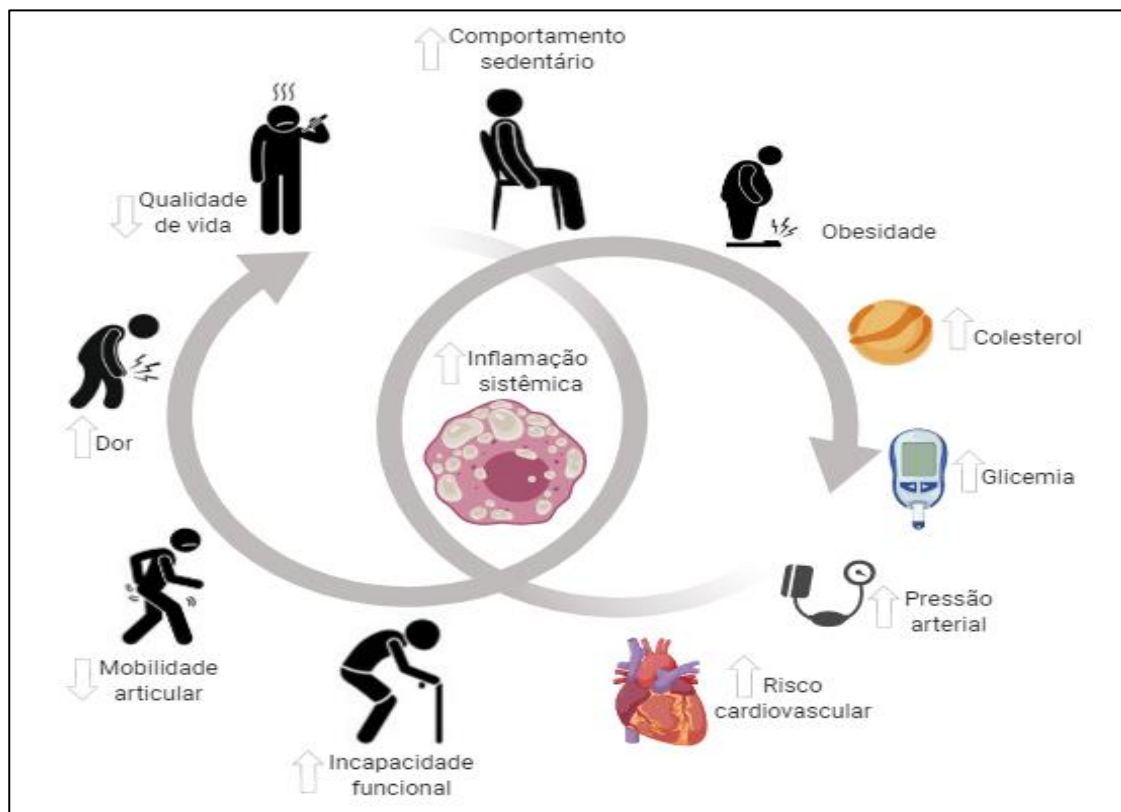 Comportamento
sedentário
Obesidade
Colesterol
Glicemia
Pressão
arterial
Risco
cardiovascular
Incapacidade
funcional
Mobilidade
articular
Dor
Qualidade
de vida
Inflamação
sistêmica